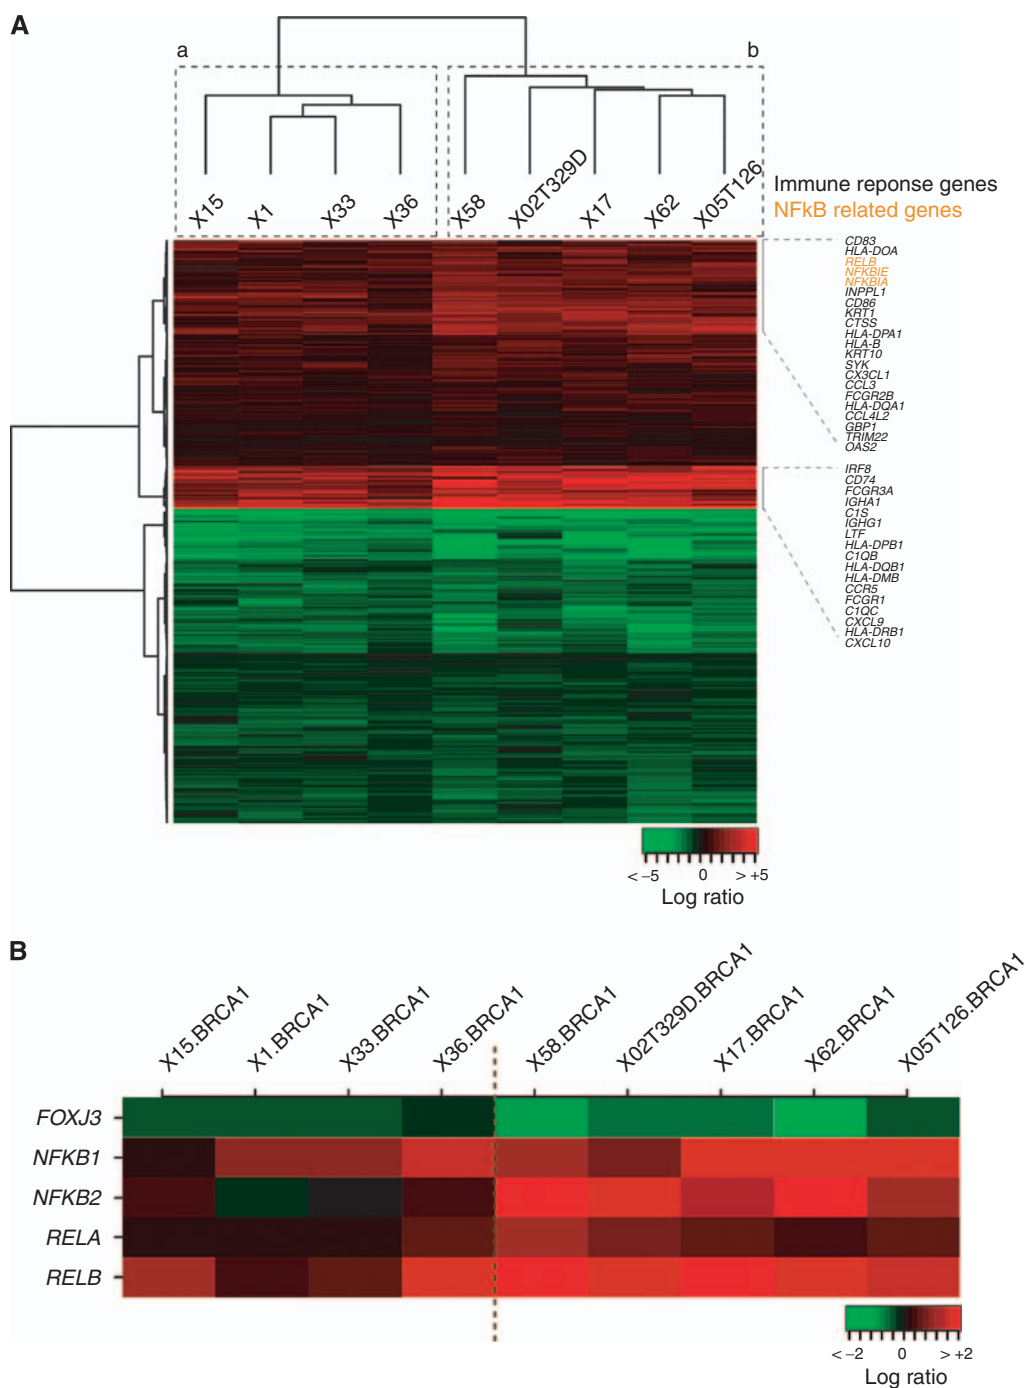 A
a
b
X15
X1
X33
X36
X58
X02T329D
X17
X62
X05T126
Immune reponse genes
NFkB related genes
CD83
HLA-DOA
RELB
NFKBIE
NFKBIA
INPPL1
CD86
KRT1
CTSS
HLA-DPA1
HLA-B
KRT10
SYK
CX3CL1
CCL3
FCGR2B
HLA-DQA1
CCL4L2
GBP1
TRIM22
OAS2
IRF8
CD74
FCGR3A
IGHA1
C1S
IGHG1
LTF
HLA-DPB1
C1QB
HLA-DQB1
HLA-DMB
CCR5
FCGR1
C1QC
CXCL9
HLA-DRB1
CXCL10
< –5 0 > +5
Log ratio
B
X15.BRCA1
X1.BRCA1
X33.BRCA1
X36.BRCA1
X58.BRCA1
X02T329D.BRCA1
X17.BRCA1
X62.BRCA1
X05T126.BRCA1
FOXJ3
NFKB1
NFKB2
RELA
RELB
< –2 0 > +2
Log ratio